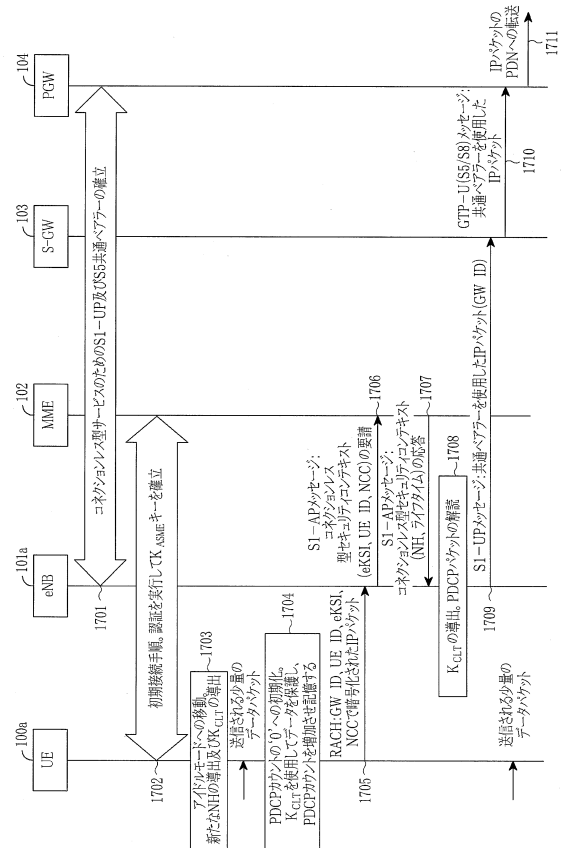 100a
UE
101a
eNB
102
MME
103
S-GW
104
PGW
コネクションレス型サービスのためのS1-UP及びS5共通ベアラーの確立
1701
初期接続手順。認証を実行してKASMEキーを確立
1702
アイドルモードへの移動。
新たなNHの導出及びKCLTの導出
1703
送信される少量の
データパケット
PDCPカウントの'0'への初期化。
KCLTを使用してデータを保護し、
PDCPカウントを増加させ記憶する
1704
RACH:GW ID、UE ID、eKSI、
NCCで暗号化されたIPパケット
1705
S1-APメッセージ:
コネクションレス
型セキュリティコンテキスト
(eKSI、UE ID、NCC)の要請
1706
S1-APメッセージ:
コネクションレス型セキュリティコンテキスト
(NH、ライフタイム)の応答
1707
KCLTの導出。PDCPパケットの解読
1708
S1-UPメッセージ:共通ベアラーを使用したIPパケット(GW ID)
1709
GTP-U(S5/S8)メッセージ:
共通ベアラーを使用した
IPパケット
1710
IPパケットの
PDNへの転送
1711
送信される少量の
データパケット